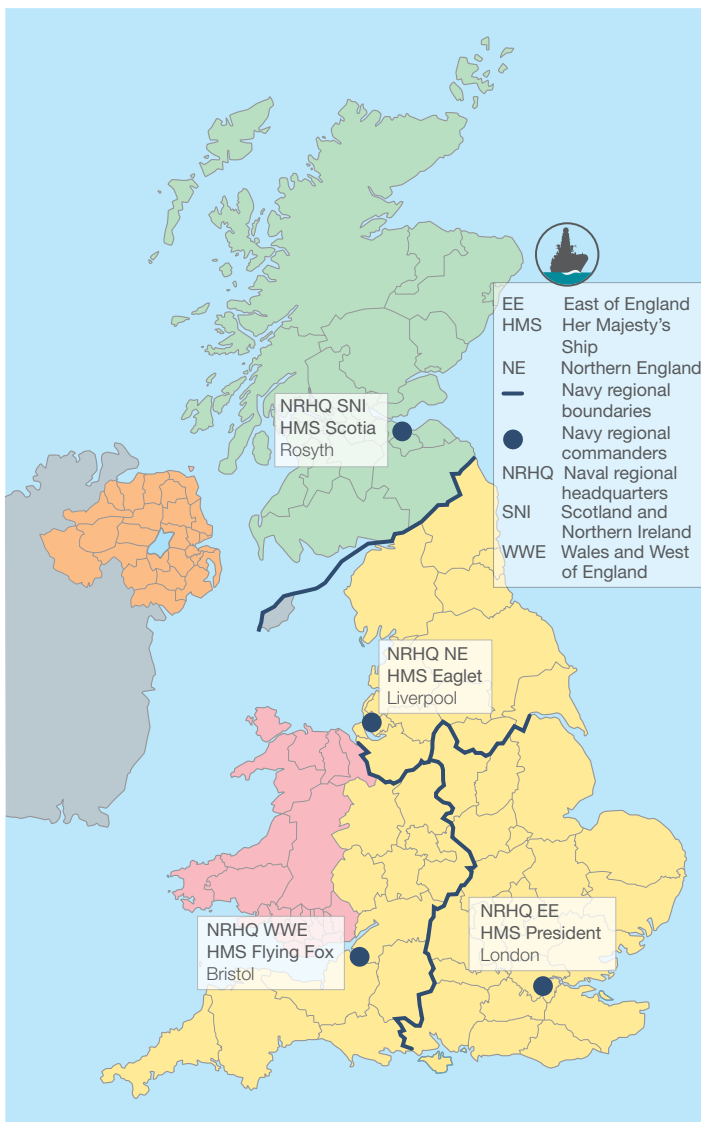 EE East of England
HMS Her Majesty's
Ship
NE Northern England
Navy regional
boundaries
Navy regional
commanders
NRHQ Naval regional
headquarters
SNI Scotland and
Northern Ireland
WWE Wales and West
of England
NRHQ SNI
HMS Scotia
Rosyth
NRHQ NE
HMS Eaglet
Liverpool
NRHQ WWE
HMS Flying Fox
Bristol
NRHQ EE
HMS President
London